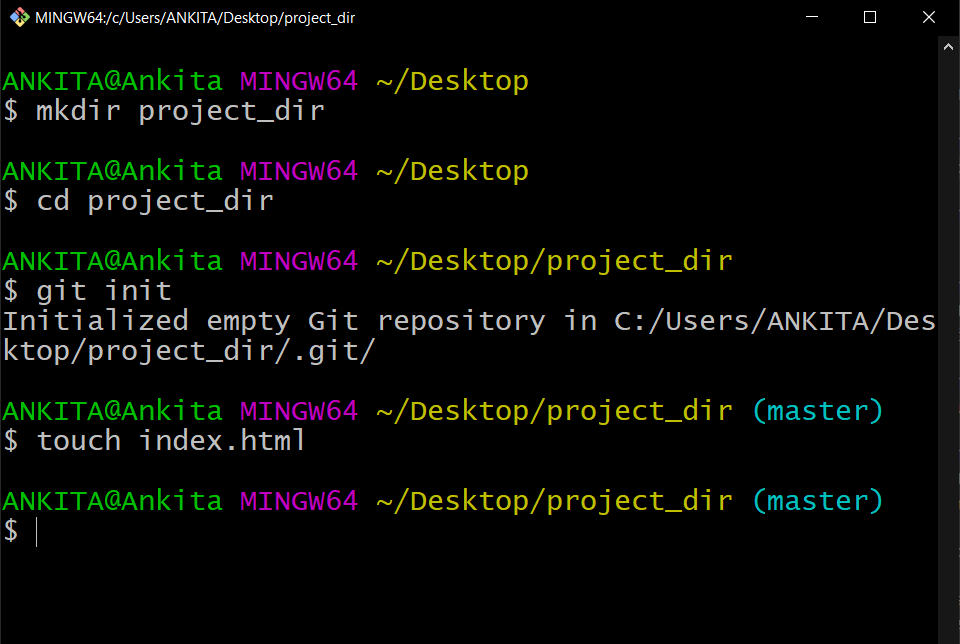 MINGW64:/c/Users/ANKITA/Desktop/project_dir
ANKITA@Ankita MINGW64 ~/Desktop
$ mkdir project_dir
ANKITA@Ankita MINGW64 ~/Desktop
$ cd project_dir
ANKITA@Ankita MINGW64 ~/Desktop/project_dir
$ git init
Initialized empty Git repository in C:/Users/ANKITA/Des
ktop/project_dir/.git/
ANKITA@Ankita MINGW64 ~/Desktop/project_dir (master)
$ touch index.html
ANKITA@Ankita MINGW64 ~/Desktop/project_dir (master)
$